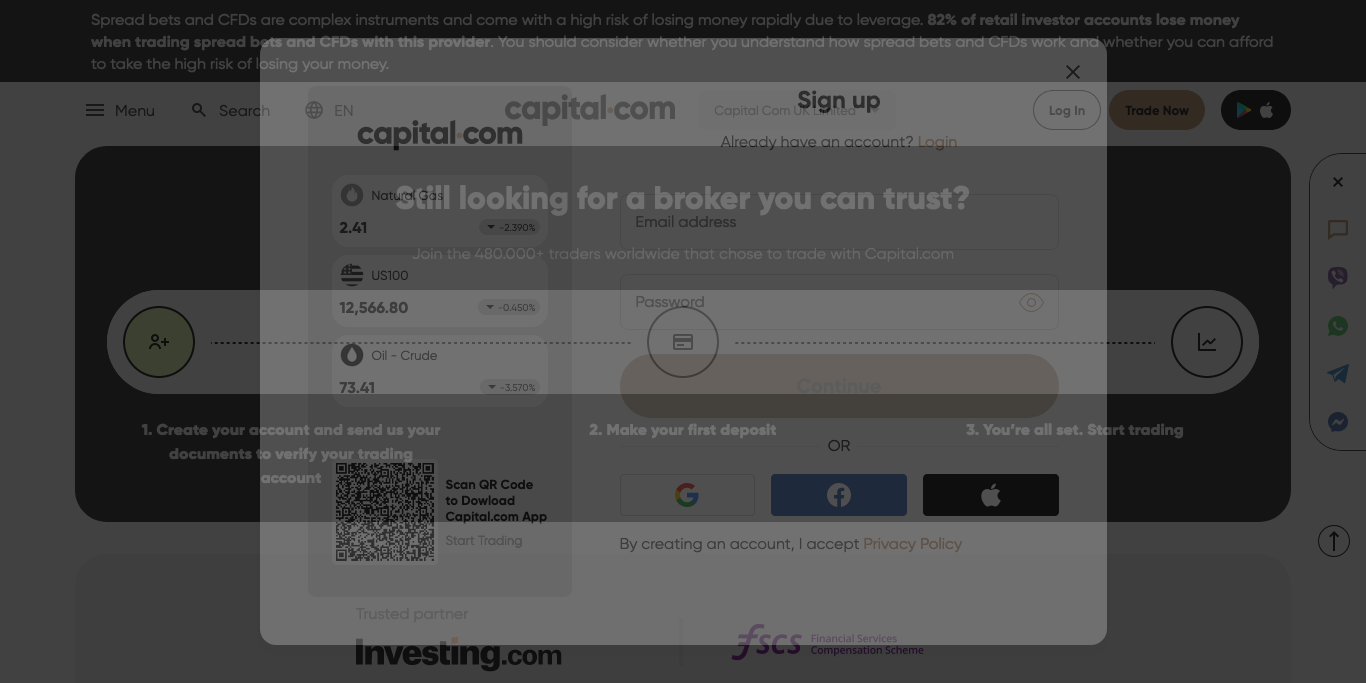 Spread bets and CFDs are complex instruments and come with a high risk of losing money rapidly due to leverage. 82% of retail investor accounts lose money
when trading spread bets and CFDs with this provider. You should consider whether you understand how spread bets and CFDs work and whether you can afford
to take the high risk of losing your money.
Menu
Search
EN
capital.com
Capital Com UK Limited
Log In
Trade Now
Sign up
Already have an account? Login
capital.com
Still looking for a broker you can trust?
Join the 480.000+ traders worldwide that chose to trade with Capital.com
Natural Gas
2.41
-2.390%
US100
12,566.80
-0.450%
Oil - Crude
73.41
-3.570%
Email address
Password
Continue
OR
1. Create your account and send us your
documents to verify your trading
account
2. Make your first deposit
3. You're all set. Start trading
Scan QR Code
to Dowload
Capital.com App
Start Trading
By creating an account, I accept Privacy Policy
Trusted partner
Investing.com
fscs
Financial Services
Compensation Scheme